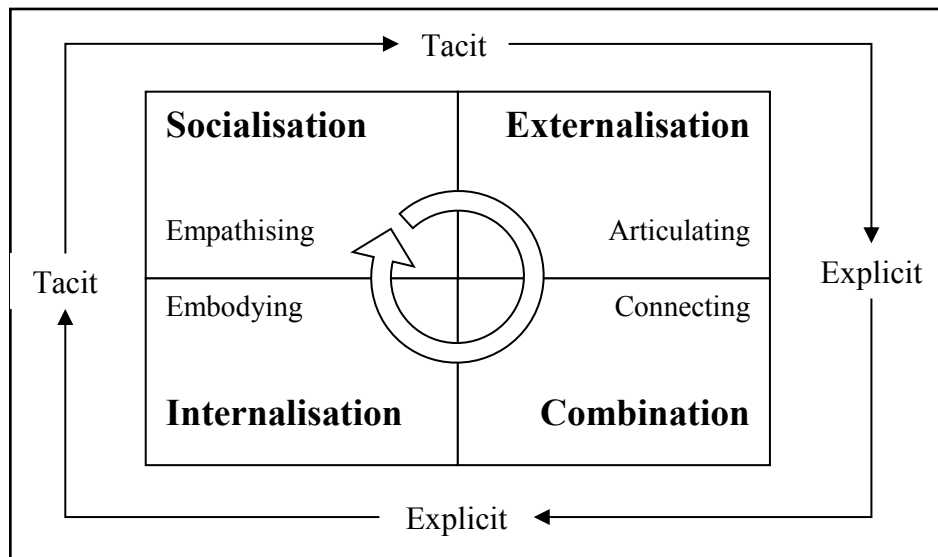 Tacit
Socialisation
Externalisation
Empathising
Articulating
Tacit
Explicit
Embodying
Connecting
Internalisation
Combination
Explicit